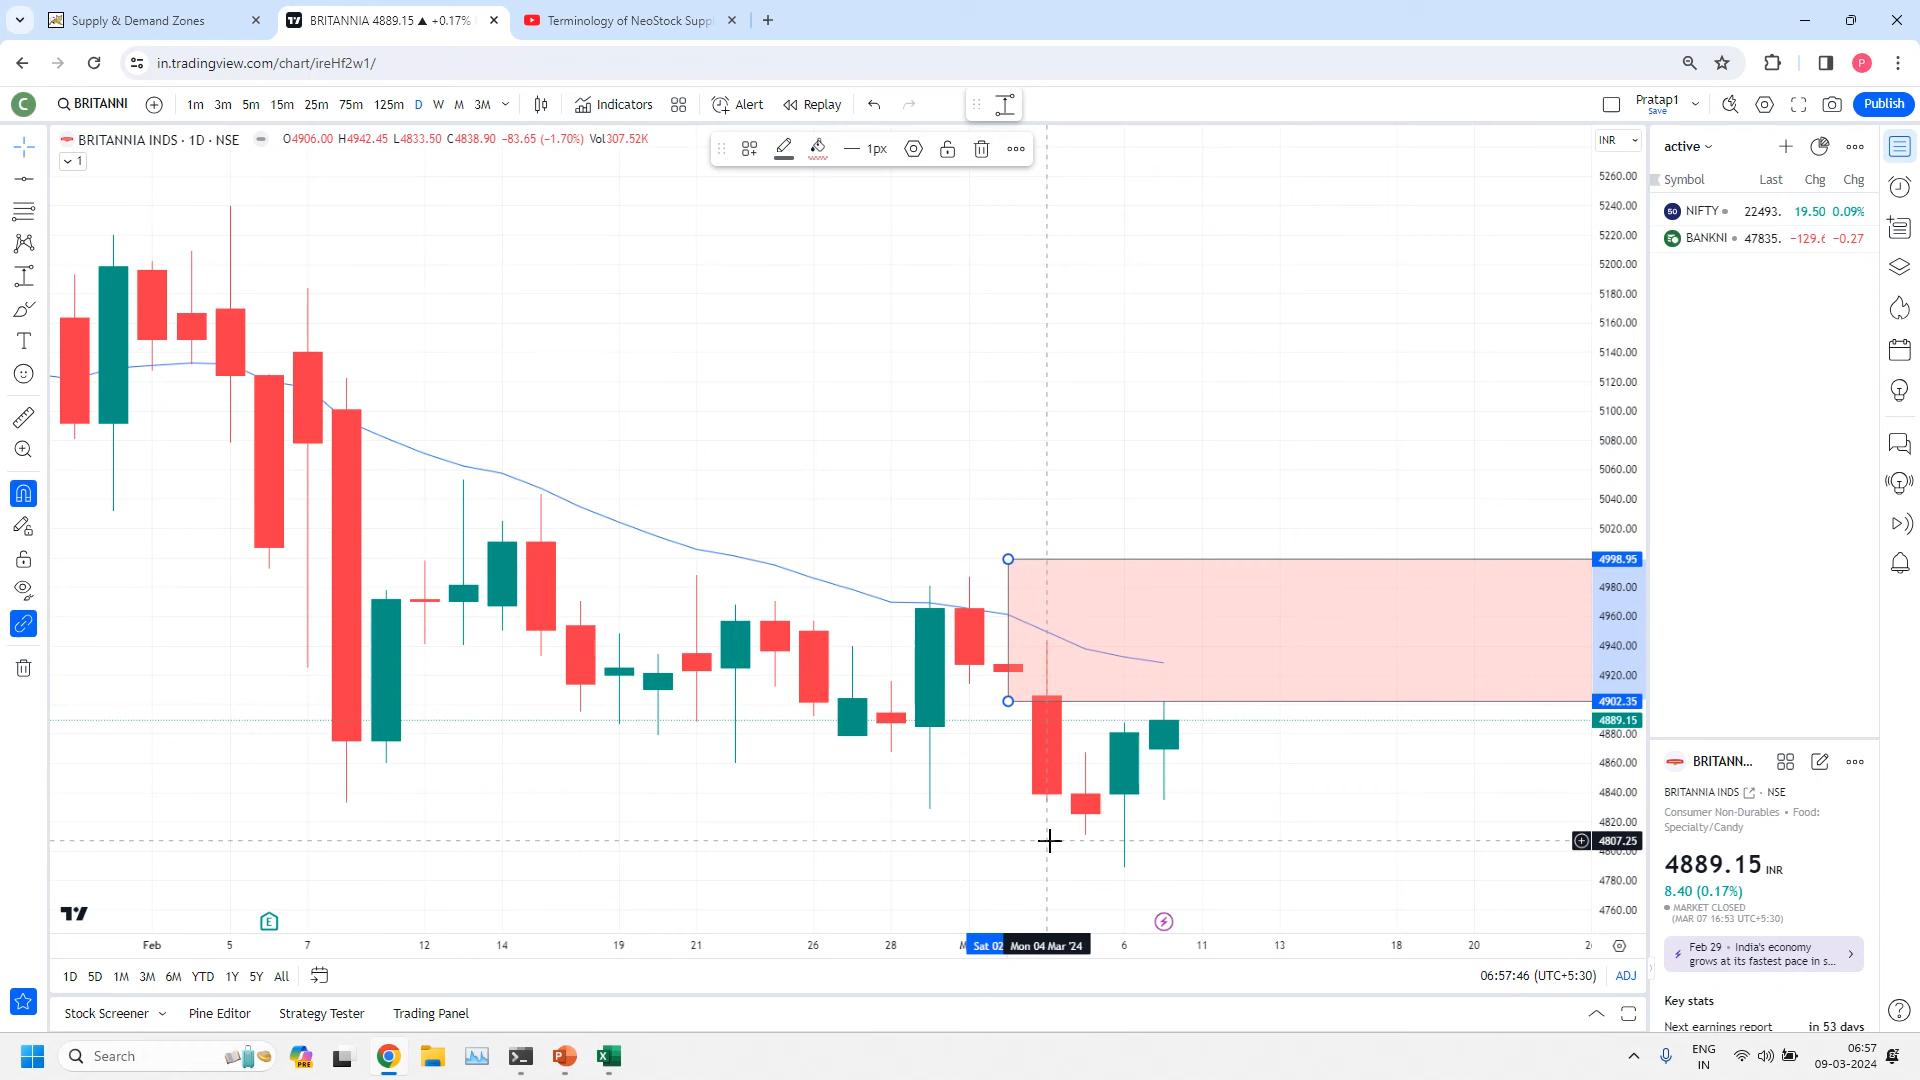 Supply & Demand Zones
BRITANNIA 4889.15 ▲ +0.17%
Terminology of NeoStock Supp
in.tradingview.com/chart/ireHf2w1/
BRITANNI
1m 3m 5m 15m 25m 75m 125m D W M 3M
Indicators
Alert
Replay
Pratap1
Save
Publish
BRITANNIA INDS · 1D · NSE
O4906.00 H4942.45 L4833.50 C4838.90 −83.65 (−1.70%) Vol307.52K
1
1px
INR
5260.00
5240.00
5220.00
5200.00
5180.00
5160.00
5140.00
5120.00
5100.00
5080.00
5060.00
5040.00
5020.00
4998.95
4980.00
4960.00
4940.00
4920.00
4902.35
4889.15
4880.00
4860.00
4840.00
4820.00
4807.25
4800.00
4780.00
4760.00
active
Symbol Last Chg Chg
50 NIFTY 22493. 19.50 0.09%
BANKNI 47835. −129.6 −0.27
BRITANN...
BRITANNIA INDS · NSE
Consumer Non-Durables • Food:
Specialty/Candy
4889.15 INR
8.40 (0.17%)
MARKET CLOSED
(MAR 07 16:53 UTC+5:30)
Feb 29 • India's economy
grows at its fastest pace in s...
Key stats
Next earnings report in 53 days
E
Feb 5 7 12 14 19 21 26 28 Sat 02 Mon 04 Mar '24 6 11 13 18 20
1D 5D 1M 3M 6M YTD 1Y 5Y All
06:57:46 (UTC+5:30) ADJ
Stock Screener Pine Editor Strategy Tester Trading Panel
Search
PRE
ENG
IN
06:57
09-03-2024